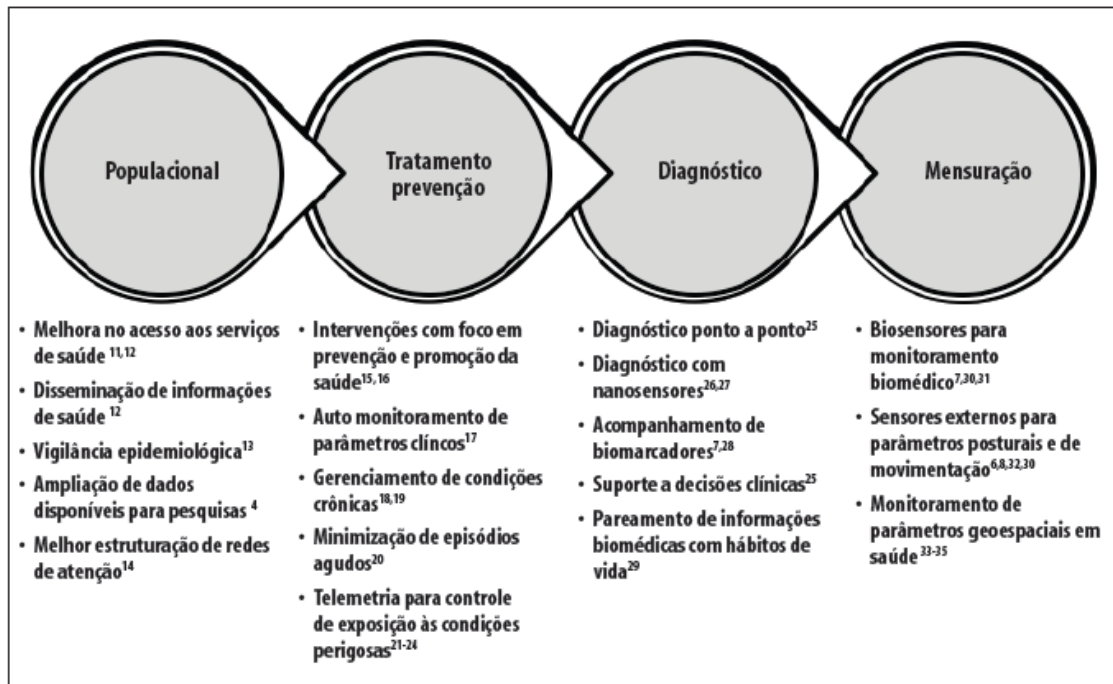 Populacional
Tratamento
prevenção
Diagnóstico
Mensuração
• Melhora no acesso aos serviços
de saúde 11,12
• Disseminação de informações
de saúde 12
• Vigilância epidemiológica13
• Ampliação de dados
disponíveis para pesquisas 4
• Melhor estruturação de redes
de atenção14
• Intervenções com foco em
prevenção e promoção da
saúde15,16
• Auto monitoramento de
parâmetros clíncos17
• Gerenciamento de condições
crônicas18,19
• Minimização de episódios
agudos20
• Telemetria para controle
de exposição às condições
perigosas21-24
• Diagnóstico ponto a ponto25
• Diagnóstico com
nanosensores26,27
• Acompanhamento de
biomarcadores7,28
• Suporte a decisões clínicas25
• Pareamento de informações
biomédicas com hábitos de
vida29
• Biosensores para
monitoramento
biomédico7,30,31
• Sensores externos para
parâmetros posturais e de
movimentação6,8,32,30
• Monitoramento de
parâmetros geoespaciais em
saúde33-35